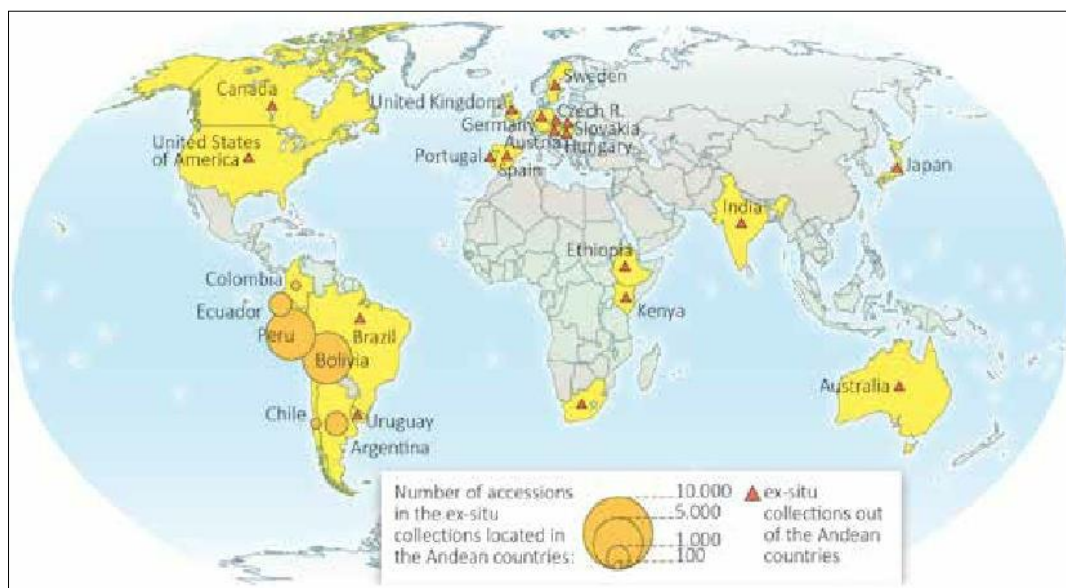 Sweden
Canada
United Kingdom
Czech R.
Germany
Slovakia
Austria
Hungary
United States
of America
Portugal
Spain
Japan
India
Ethiopia
Colombia
Ecuador
Kenya
Peru
Brazil
Bolivia
Australia
Chile
Uruguay
Argentina
Number of accessions
in the ex-situ
collections located in
the Andean countries:
10.000
5.000
1.000
100
ex-situ
collections out
of the Andean
countries